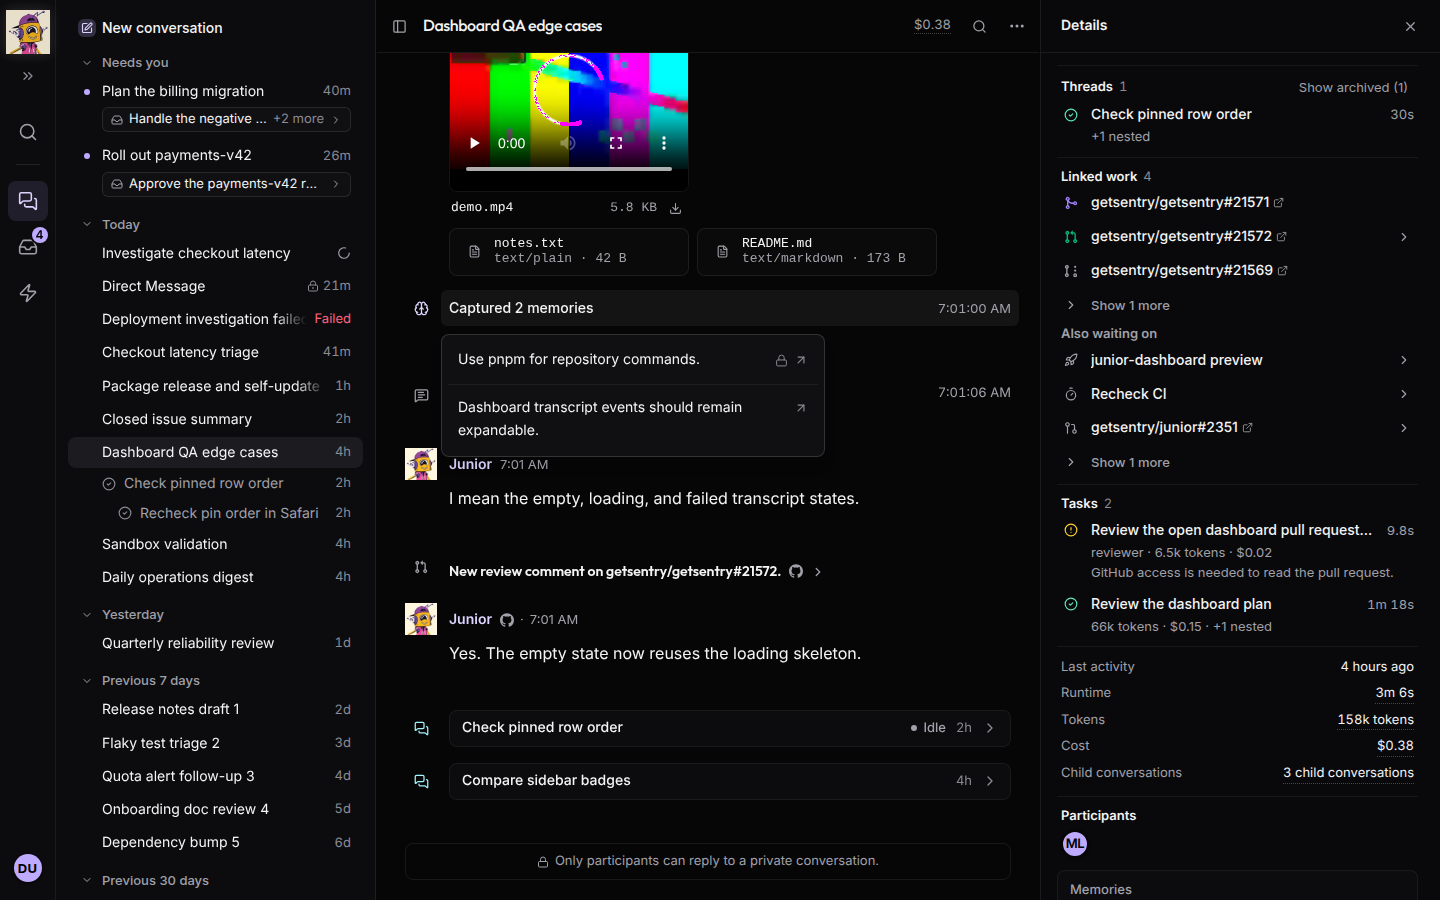 New conversation
Needs you
Plan the billing migration 40m
Handle the negative ... +2 more
Roll out payments-v42 26m
Approve the payments-v42 r...
Today
Investigate checkout latency
Direct Message 21m
Deployment investigation failed Failed
Checkout latency triage 41m
Package release and self-update 1h
Closed issue summary 2h
Dashboard QA edge cases 4h
Check pinned row order 2h
Recheck pin order in Safari 2h
Sandbox validation 4h
Daily operations digest 4h
Yesterday
Quarterly reliability review 1d
Previous 7 days
Release notes draft 1 2d
Flaky test triage 2 3d
Quota alert follow-up 3 4d
Onboarding doc review 4 5d
Dependency bump 5 6d
Previous 30 days
4
DU
Dashboard QA edge cases $0.38
0:00
demo.mp4 5.8 KB
notes.txt
text/plain · 42 B
README.md
text/markdown · 173 B
Captured 2 memories 7:01:00 AM
Use pnpm for repository commands.
Dashboard transcript events should remain
expandable.
7:01:06 AM
Junior 7:01 AM
I mean the empty, loading, and failed transcript states.
New review comment on getsentry/getsentry#21572.
Junior · 7:01 AM
Yes. The empty state now reuses the loading skeleton.
Check pinned row order Idle 2h
Compare sidebar badges 4h
Only participants can reply to a private conversation.
Details
Threads 1 Show archived (1)
Check pinned row order 30s
+1 nested
Linked work 4
getsentry/getsentry#21571
getsentry/getsentry#21572
getsentry/getsentry#21569
Show 1 more
Also waiting on
junior-dashboard preview
Recheck CI
getsentry/junior#2351
Show 1 more
Tasks 2
Review the open dashboard pull request... 9.8s
reviewer · 6.5k tokens · $0.02
GitHub access is needed to read the pull request.
Review the dashboard plan 1m 18s
66k tokens · $0.15 · +1 nested
Last activity 4 hours ago
Runtime 3m 6s
Tokens 158k tokens
Cost $0.38
Child conversations 3 child conversations
Participants
ML
Memories